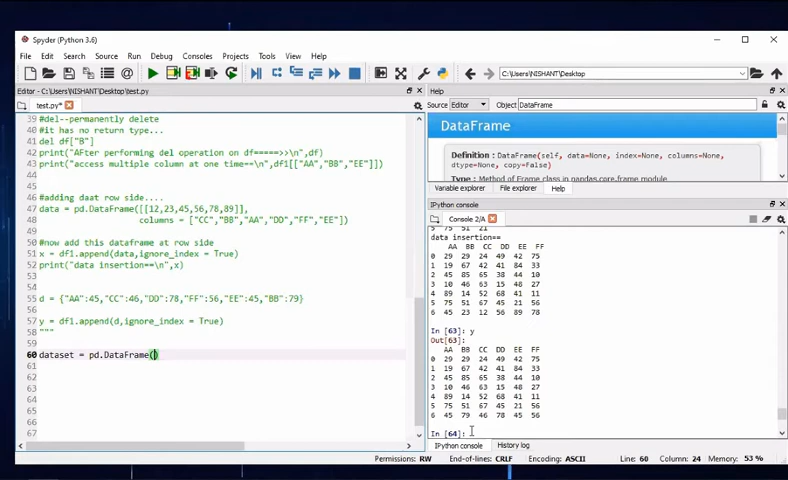 Spyder (Python 3.6)
File Edit Search Source Run Debug Consoles Projects Tools View Help
C:\Users\NISHANT\Desktop
Editor - C:\Users\NISHANT\Desktop\test.py
test.py*
39 #del--permanently delete
40 #it has no return type...
41 del df["B"]
42 print("AFter performing del operation on df=====>>\n",df)
43 print("access multiple column at one time==\n",df1[["AA","BB","EE"]])
44
45
46 #adding daat row side....
47 data = pd.DataFrame([[12,23,45,56,78,89]],
48 columns = ["CC","BB","AA","DD","FF","EE"])
49
50 #now add this dataframe at row side
51 x = df1.append(data,ignore_index = True)
52 print("data insertion==\n",x)
53
54
55 d = {"AA":45,"CC":46,"DD":78,"FF":56,"EE":45,"BB":79}
56
57 y = df1.append(d,ignore_index = True)
58 """
59
60 dataset = pd.DataFrame()
61
62
63
64
65
66
67
Help
Source Editor Object DataFrame
DataFrame
Definition : DataFrame(self, data=None, index=None, columns=None,
dtype=None, copy=False)
Type : Method of Frame class in pandas.core.frame module
Variable explorer File explorer Help
IPython console
Console 2/A
5 75 51 21
data insertion==
AA BB CC DD EE FF
0 29 29 24 49 42 75
1 19 67 42 41 84 33
2 45 85 65 38 44 10
3 10 46 63 15 48 27
4 89 14 52 68 41 11
5 75 51 67 45 21 56
6 45 23 12 56 89 78
In [63]: y
Out[63]:
AA BB CC DD EE FF
0 29 29 24 49 42 75
1 19 67 42 41 84 33
2 45 85 65 38 44 10
3 10 46 63 15 48 27
4 89 14 52 68 41 11
5 75 51 67 45 21 56
6 45 79 46 78 45 56
In [64]:
IPython console History log
Permissions: RW End-of-lines: CRLF Encoding: ASCII Line: 60 Column: 24 Memory: 53 %